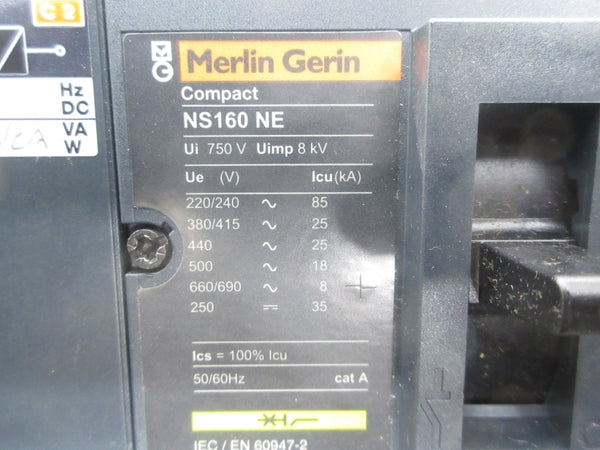 Hz
DC
VA
W
MG
Merlin Gerin
Compact
NS160 NE
Ui 750 V Uimp 8 kV
Ue (V) Icu(kA)
220/240 ~ 85
380/415 ~ 25
440 ~ 25
500 ~ 18
660/690 ~ 8
250 ⎓ 35
Ics = 100% Icu
50/60Hz cat A
IEC / EN 60947-2